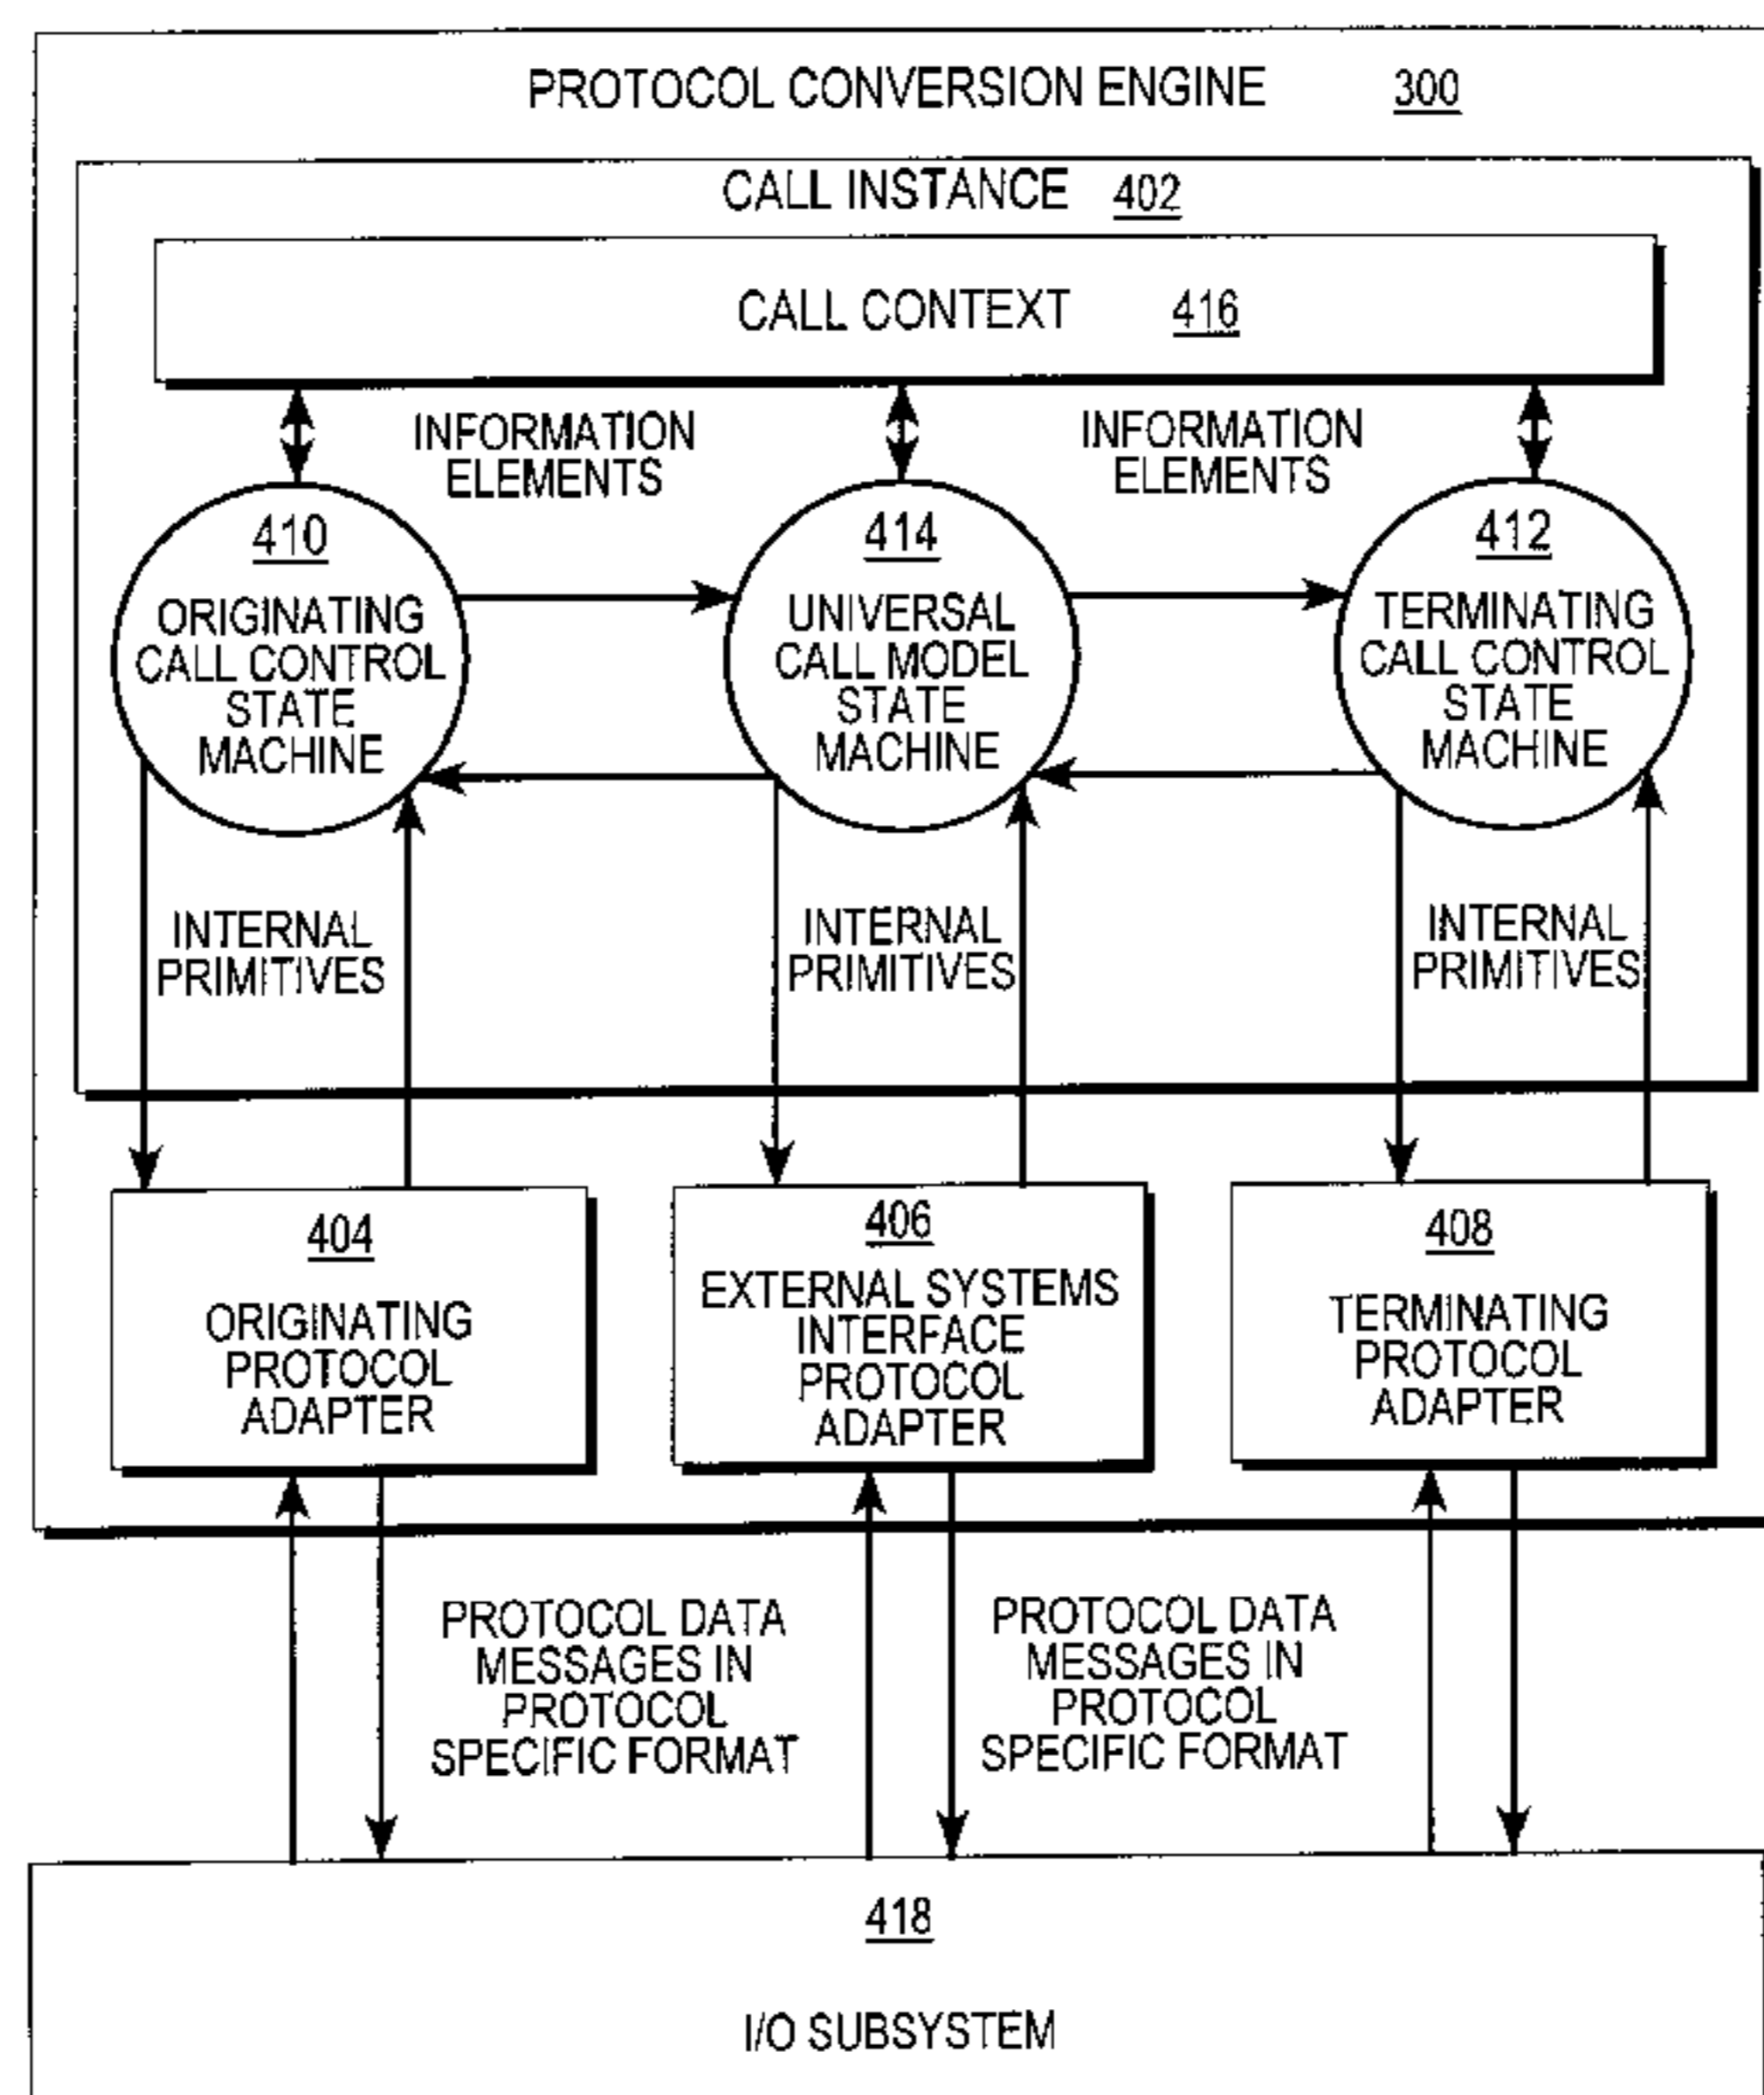 PROTOCOL CONVERSION ENGINE 300
CALL INSTANCE 402
CALL CONTEXT 416
INFORMATION
ELEMENTS
INFORMATION
ELEMENTS
410
ORIGINATING
CALL CONTROL
STATE
MACHINE
414
UNIVERSAL
CALL MODEL
STATE
MACHINE
412
TERMINATING
CALL CONTROL
STATE
MACHINE
INTERNAL
PRIMITIVES
INTERNAL
PRIMITIVES
INTERNAL
PRIMITIVES
404
ORIGINATING
PROTOCOL
ADAPTER
406
EXTERNAL SYSTEMS
INTERFACE
PROTOCOL
ADAPTER
408
TERMINATING
PROTOCOL
ADAPTER
PROTOCOL DATA
MESSAGES IN
PROTOCOL
SPECIFIC FORMAT
PROTOCOL DATA
MESSAGES IN
PROTOCOL
SPECIFIC FORMAT
418
I/O SUBSYSTEM